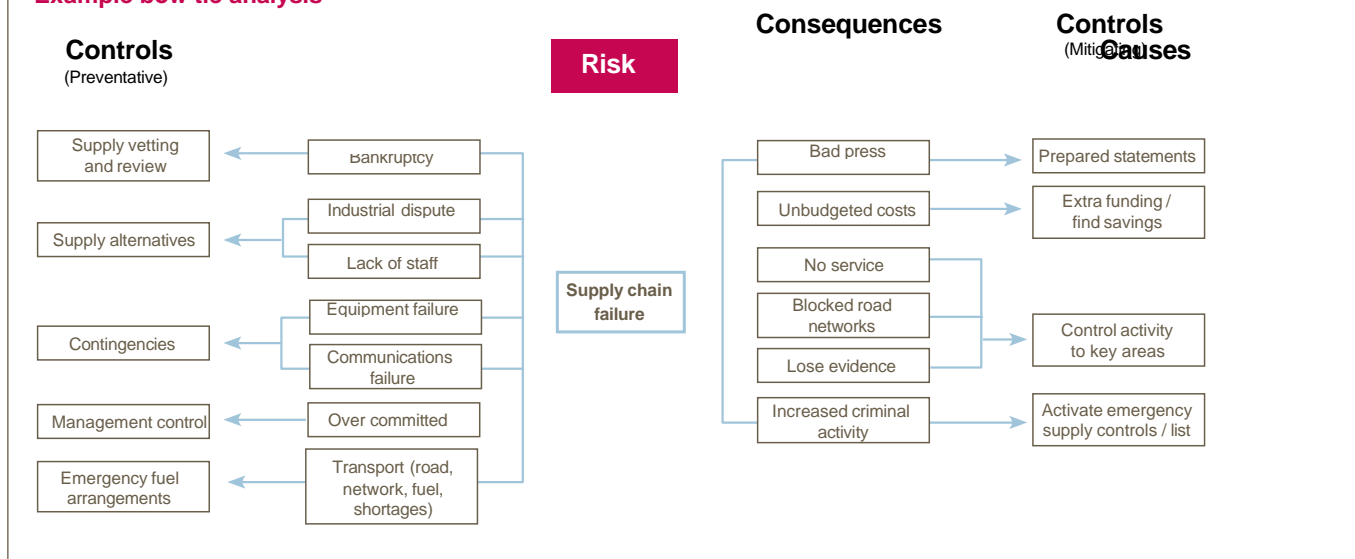 Example bow-tie analysis
Controls
(Preventative)
Risk
Consequences
Controls
(Mitigating)
Causes
Supply vetting
and review
Supply alternatives
Contingencies
Management control
Emergency fuel
arrangements
Bankruptcy
Industrial dispute
Lack of staff
Equipment failure
Communications
failure
Over committed
Transport (road,
network, fuel,
shortages)
Supply chain
failure
Bad press
Unbudgeted costs
No service
Blocked road
networks
Lose evidence
Increased criminal
activity
Prepared statements
Extra funding /
find savings
Control activity
to key areas
Activate emergency
supply controls / list